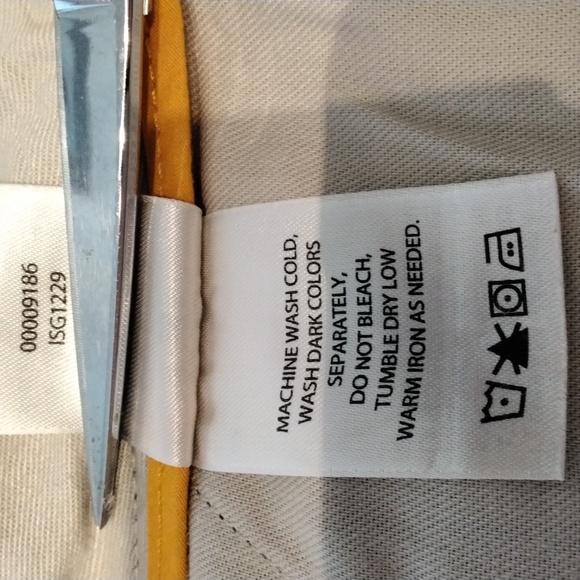 00009186
ISG1229
MACHINE WASH COLD,
WASH DARK COLORS
SEPARATELY,
DO NOT BLEACH,
TUMBLE DRY LOW
WARM IRON AS NEEDED.